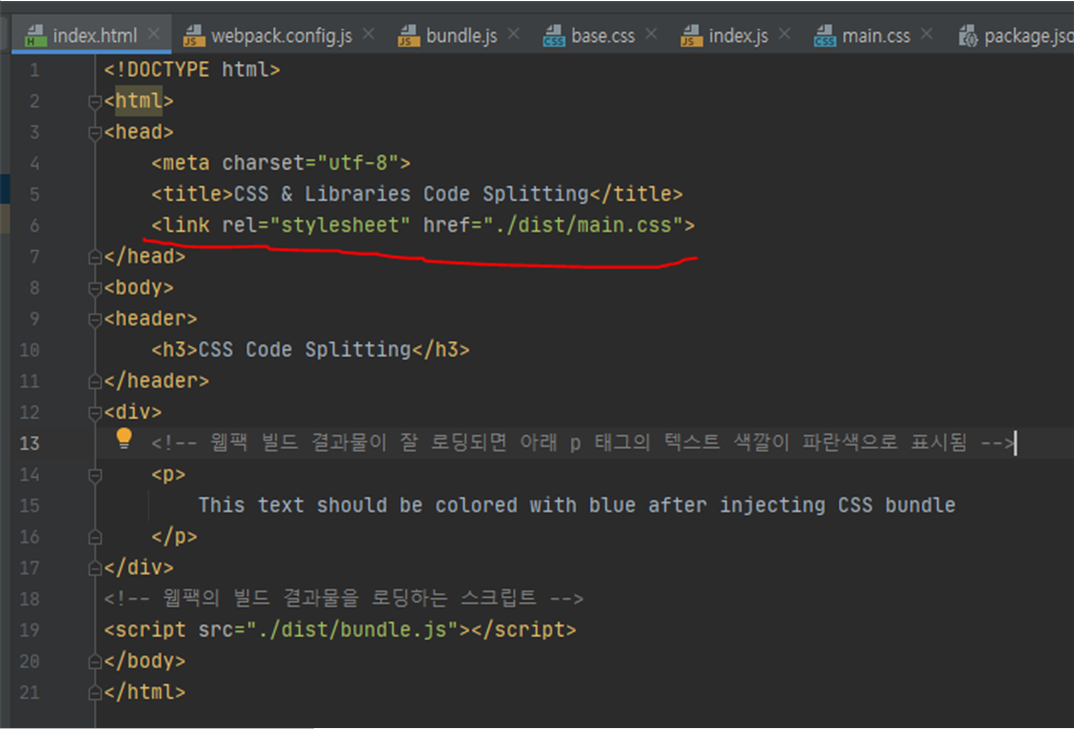 index.html webpack.config.js bundle.js base.css index.js main.css package.jso
1 <!DOCTYPE html>
2 <html>
3 <head>
4 <meta charset="utf-8">
5 <title>CSS & Libraries Code Splitting</title>
6 <link rel="stylesheet" href="./dist/main.css">
7 </head>
8 <body>
9 <header>
10 <h3>CSS Code Splitting</h3>
11 </header>
12 <div>
13 <!-- 웹팩 빌드 결과물이 잘 로딩되면 아래 p 태그의 텍스트 색깔이 파란색으로 표시됨 -->
14 <p>
15 This text should be colored with blue after injecting CSS bundle
16 </p>
17 </div>
18 <!-- 웹팩의 빌드 결과물을 로딩하는 스크립트 -->
19 <script src="./dist/bundle.js"></script>
20 </body>
21 </html>